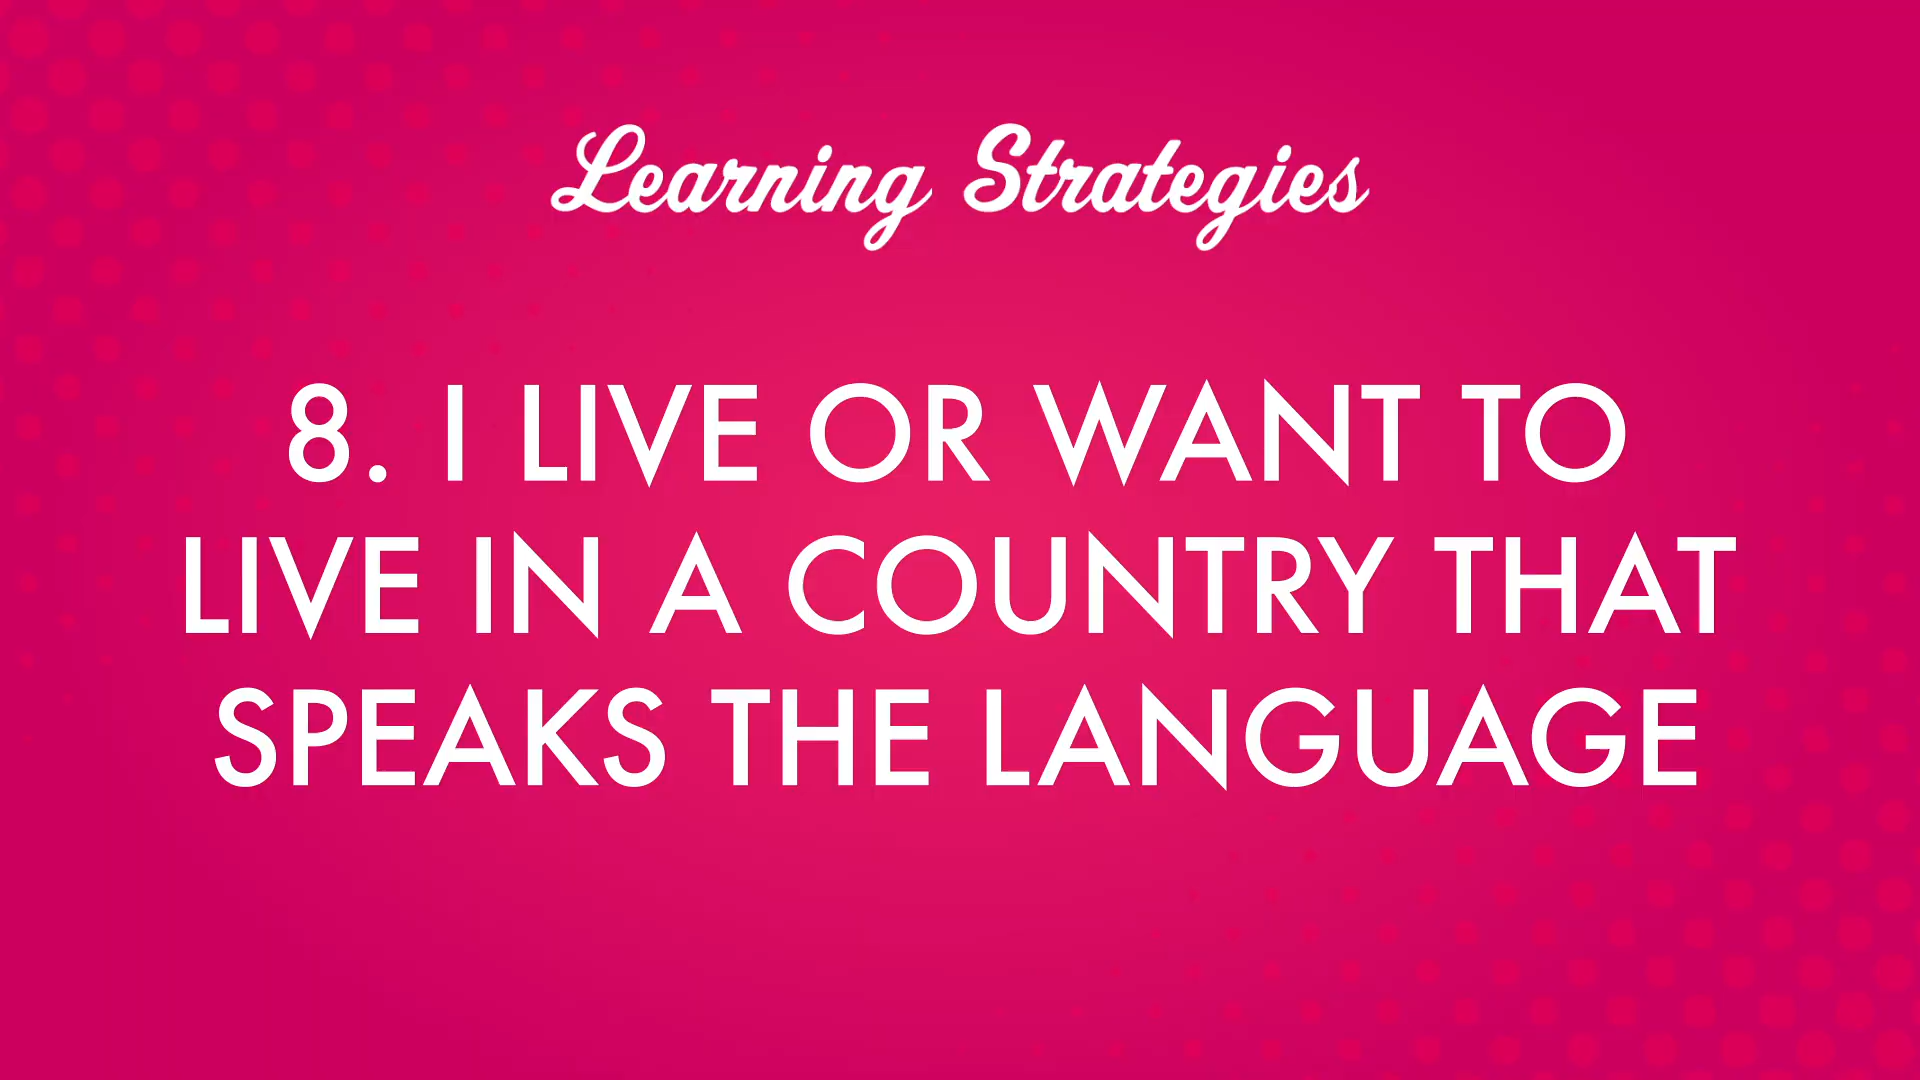 Learning Strategies
8. I LIVE OR WANT TO
LIVE IN A COUNTRY THAT
SPEAKS THE LANGUAGE